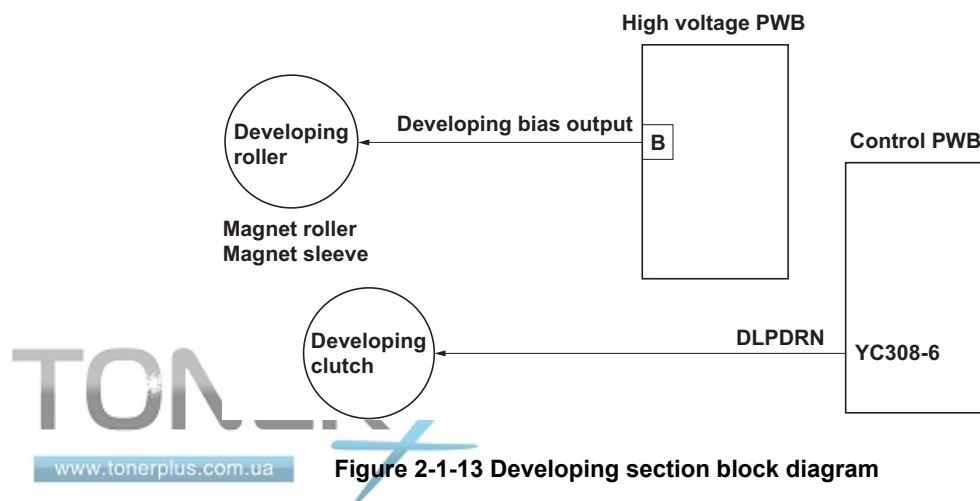 High voltage PWB
Developing
roller
Developing bias output
B
Control PWB
Magnet roller
Magnet sleeve
Developing
clutch
DLPDRN
YC308-6
TONER
www.tonerplus.com.ua
Figure 2-1-13 Developing section block diagram